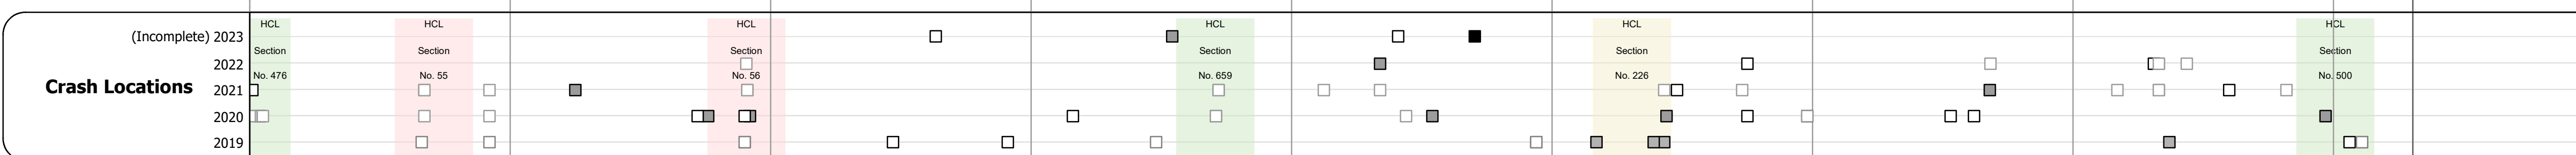 Crash Locations
(Incomplete) 2023
2022
2021
2020
2019
HCL
Section
No. 476
HCL
Section
No. 55
HCL
Section
No. 56
HCL
Section
No. 659
HCL
Section
No. 226
HCL
Section
No. 500